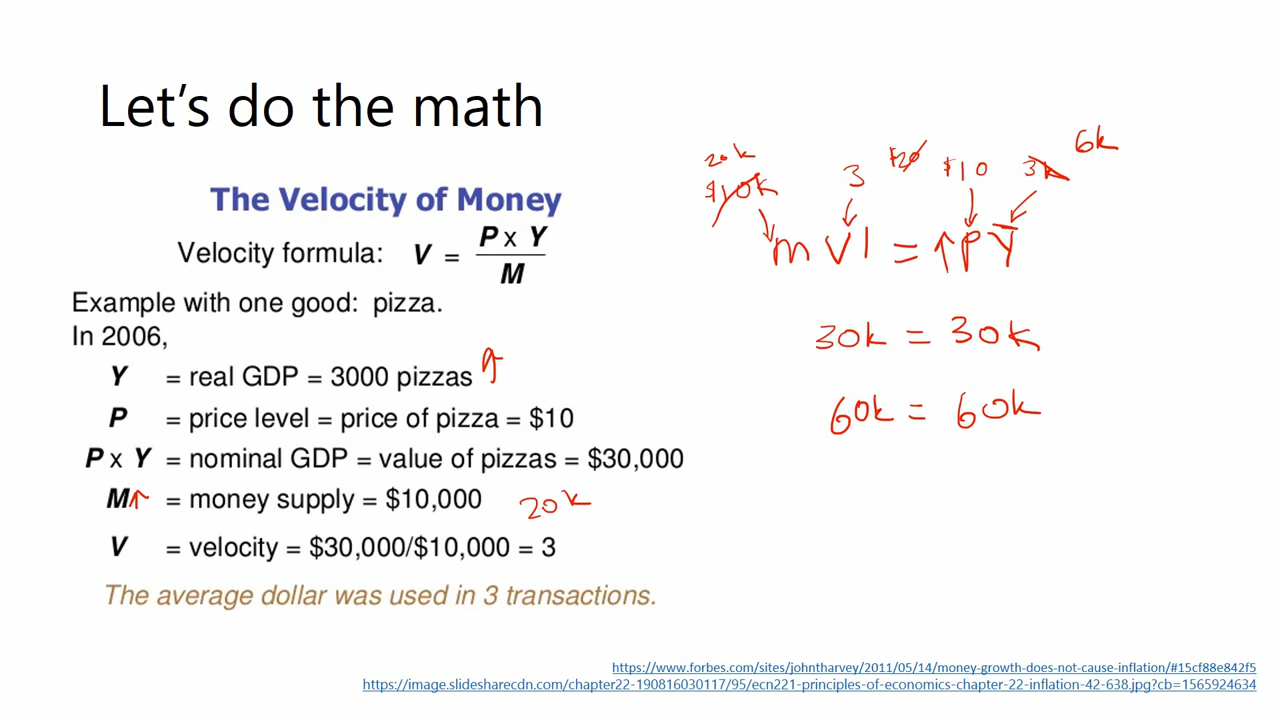 Let's do the math
The Velocity of Money
Velocity formula: V = P x Y / M
Example with one good: pizza.
In 2006,
Y = real GDP = 3000 pizzas ↑
P = price level = price of pizza = $10
P x Y = nominal GDP = value of pizzas = $30,000
M↑ = money supply = $10,000 20k
V = velocity = $30,000/$10,000 = 3
The average dollar was used in 3 transactions.
6k
20k
$10k 3 $20 $10 3k
m V = ↑ P Y
30k = 30k
60k = 60k
https://www.forbes.com/sites/johntharvey/2011/05/14/money-growth-does-not-cause-inflation/#15cf88e842f5
https://image.slidesharecdn.com/chapter22-190816030117/95/ecn221-principles-of-economics-chapter-22-inflation-42-638.jpg?cb=1565924634